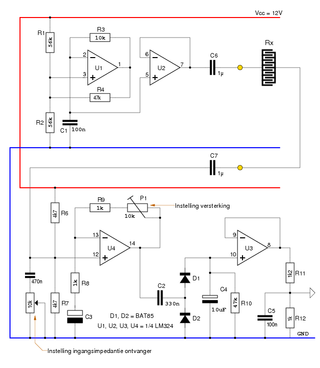 Vcc = 12V
R3
10k
R1
56k
2
3
U1
1
6
5
U2
7
C6
1µ
Rx
R4
47k
R2
56k
C1
100n
C7
1µ
R9
1k
P1
10k
Instelling versterking
4k7
R6
13
12
U4
14
9
10
U3
8
470n
R8
1k
R7
4k7
C3
C2
330n
D1
D2
C4
10uF
R10
47k
C5
100n
R11
1k2
R12
1k
D1, D2 = BAT85
U1, U2, U3, U4 = 1/4 LM324
GND
Instelling ingangsimpedantie ontvanger